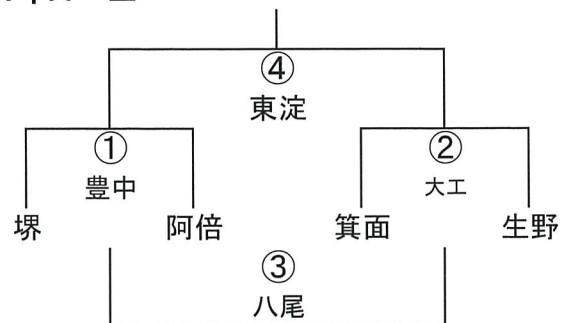 ④
東淀
① ②
豊中 大工
堺 阿倍 箕面 生野
③
八尾